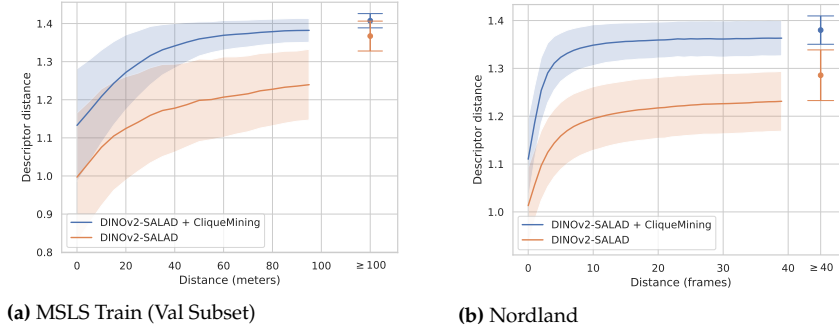 1.4
1.3
1.2
1.1
1.0
0.9
0.8
Descriptor distance
DINOv2-SALAD + CliqueMining
DINOv2-SALAD
0 20 40 60 80 100 ≥100
Distance (meters)
(a) MSLS Train (Val Subset)
1.4
1.3
1.2
1.1
1.0
Descriptor distance
DINOv2-SALAD + CliqueMining
DINOv2-SALAD
0 10 20 30 40 ≥40
Distance (frames)
(b) Nordland